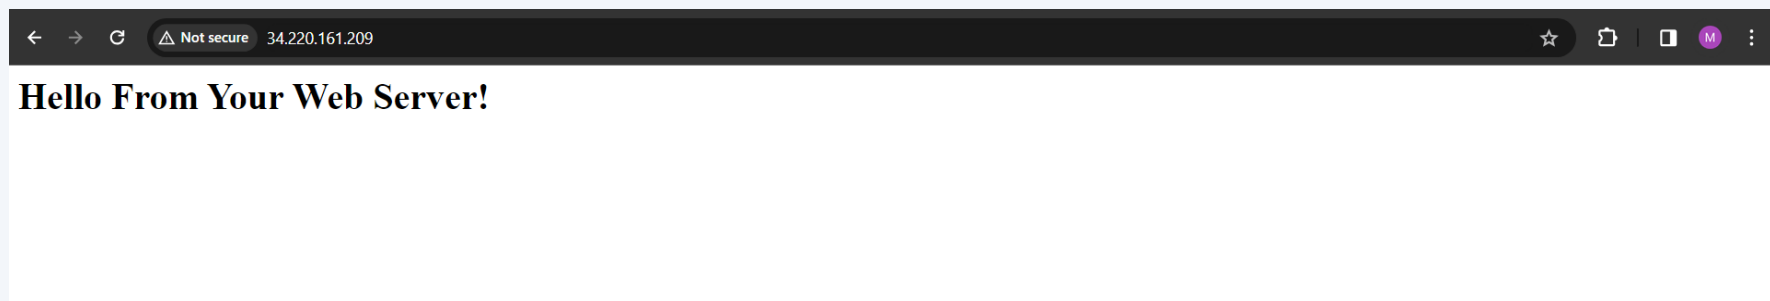 Not secure 34.220.161.209 M
Hello From Your Web Server!